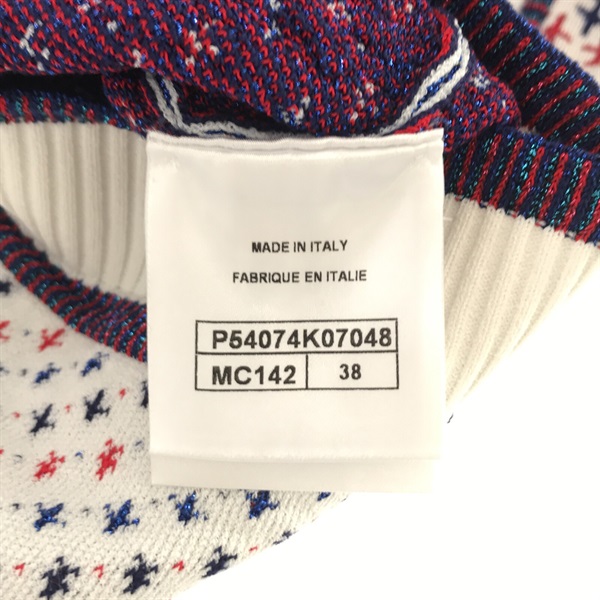 MADE IN ITALY
FABRIQUE EN ITALIE
P54074K07048
MC142 38